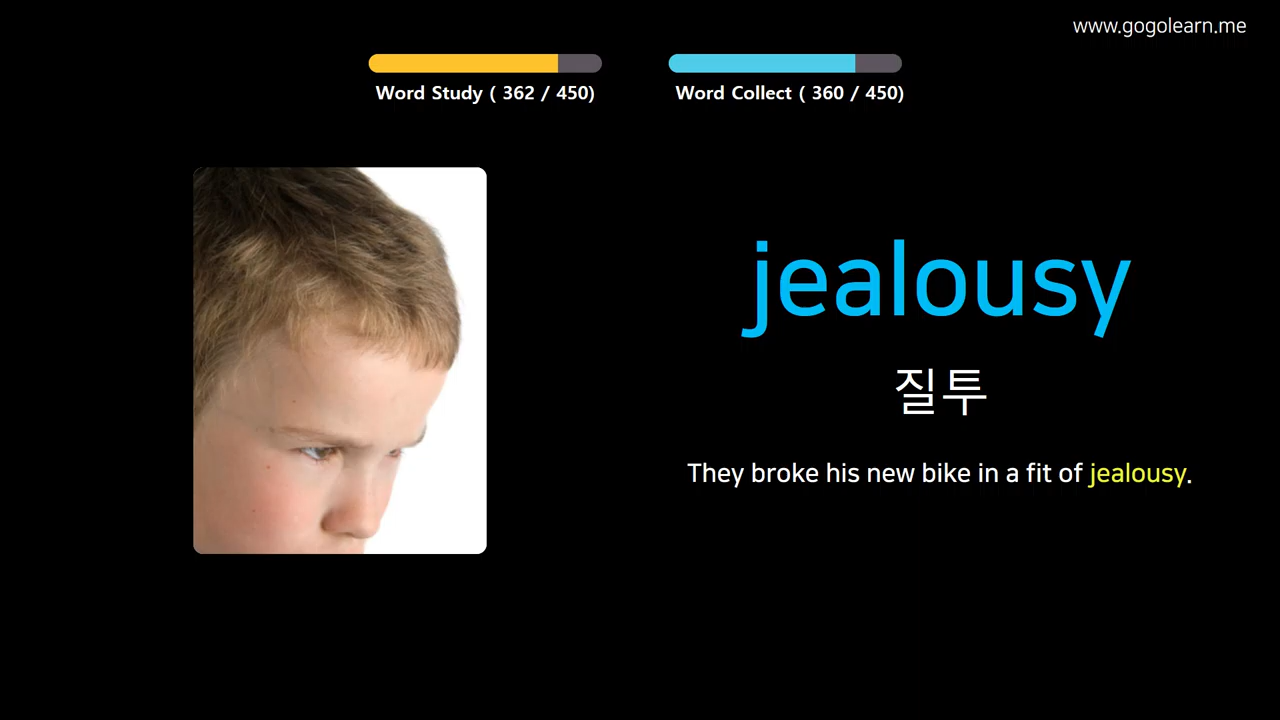 www.gogolearn.me
Word Study ( 362 / 450)
Word Collect ( 360 / 450)
jealousy
질투
They broke his new bike in a fit of jealousy.